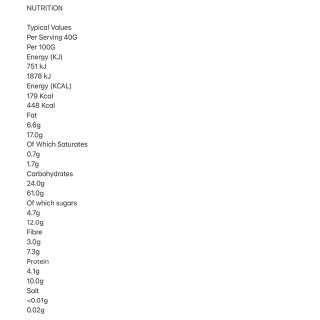 NUTRITION
Typical Values
Per Serving 40G
Per 100G
Energy (KJ)
751 kJ
1878 kJ
Energy (KCAL)
179 Kcal
448 Kcal
Fat
6.6g
17.0g
Of Which Saturates
0.7g
1.7g
Carbohydrates
24.0g
61.0g
Of which sugars
4.7g
12.0g
Fibre
3.0g
7.3g
Protein
4.1g
10.0g
Salt
<0.01g
0.02g